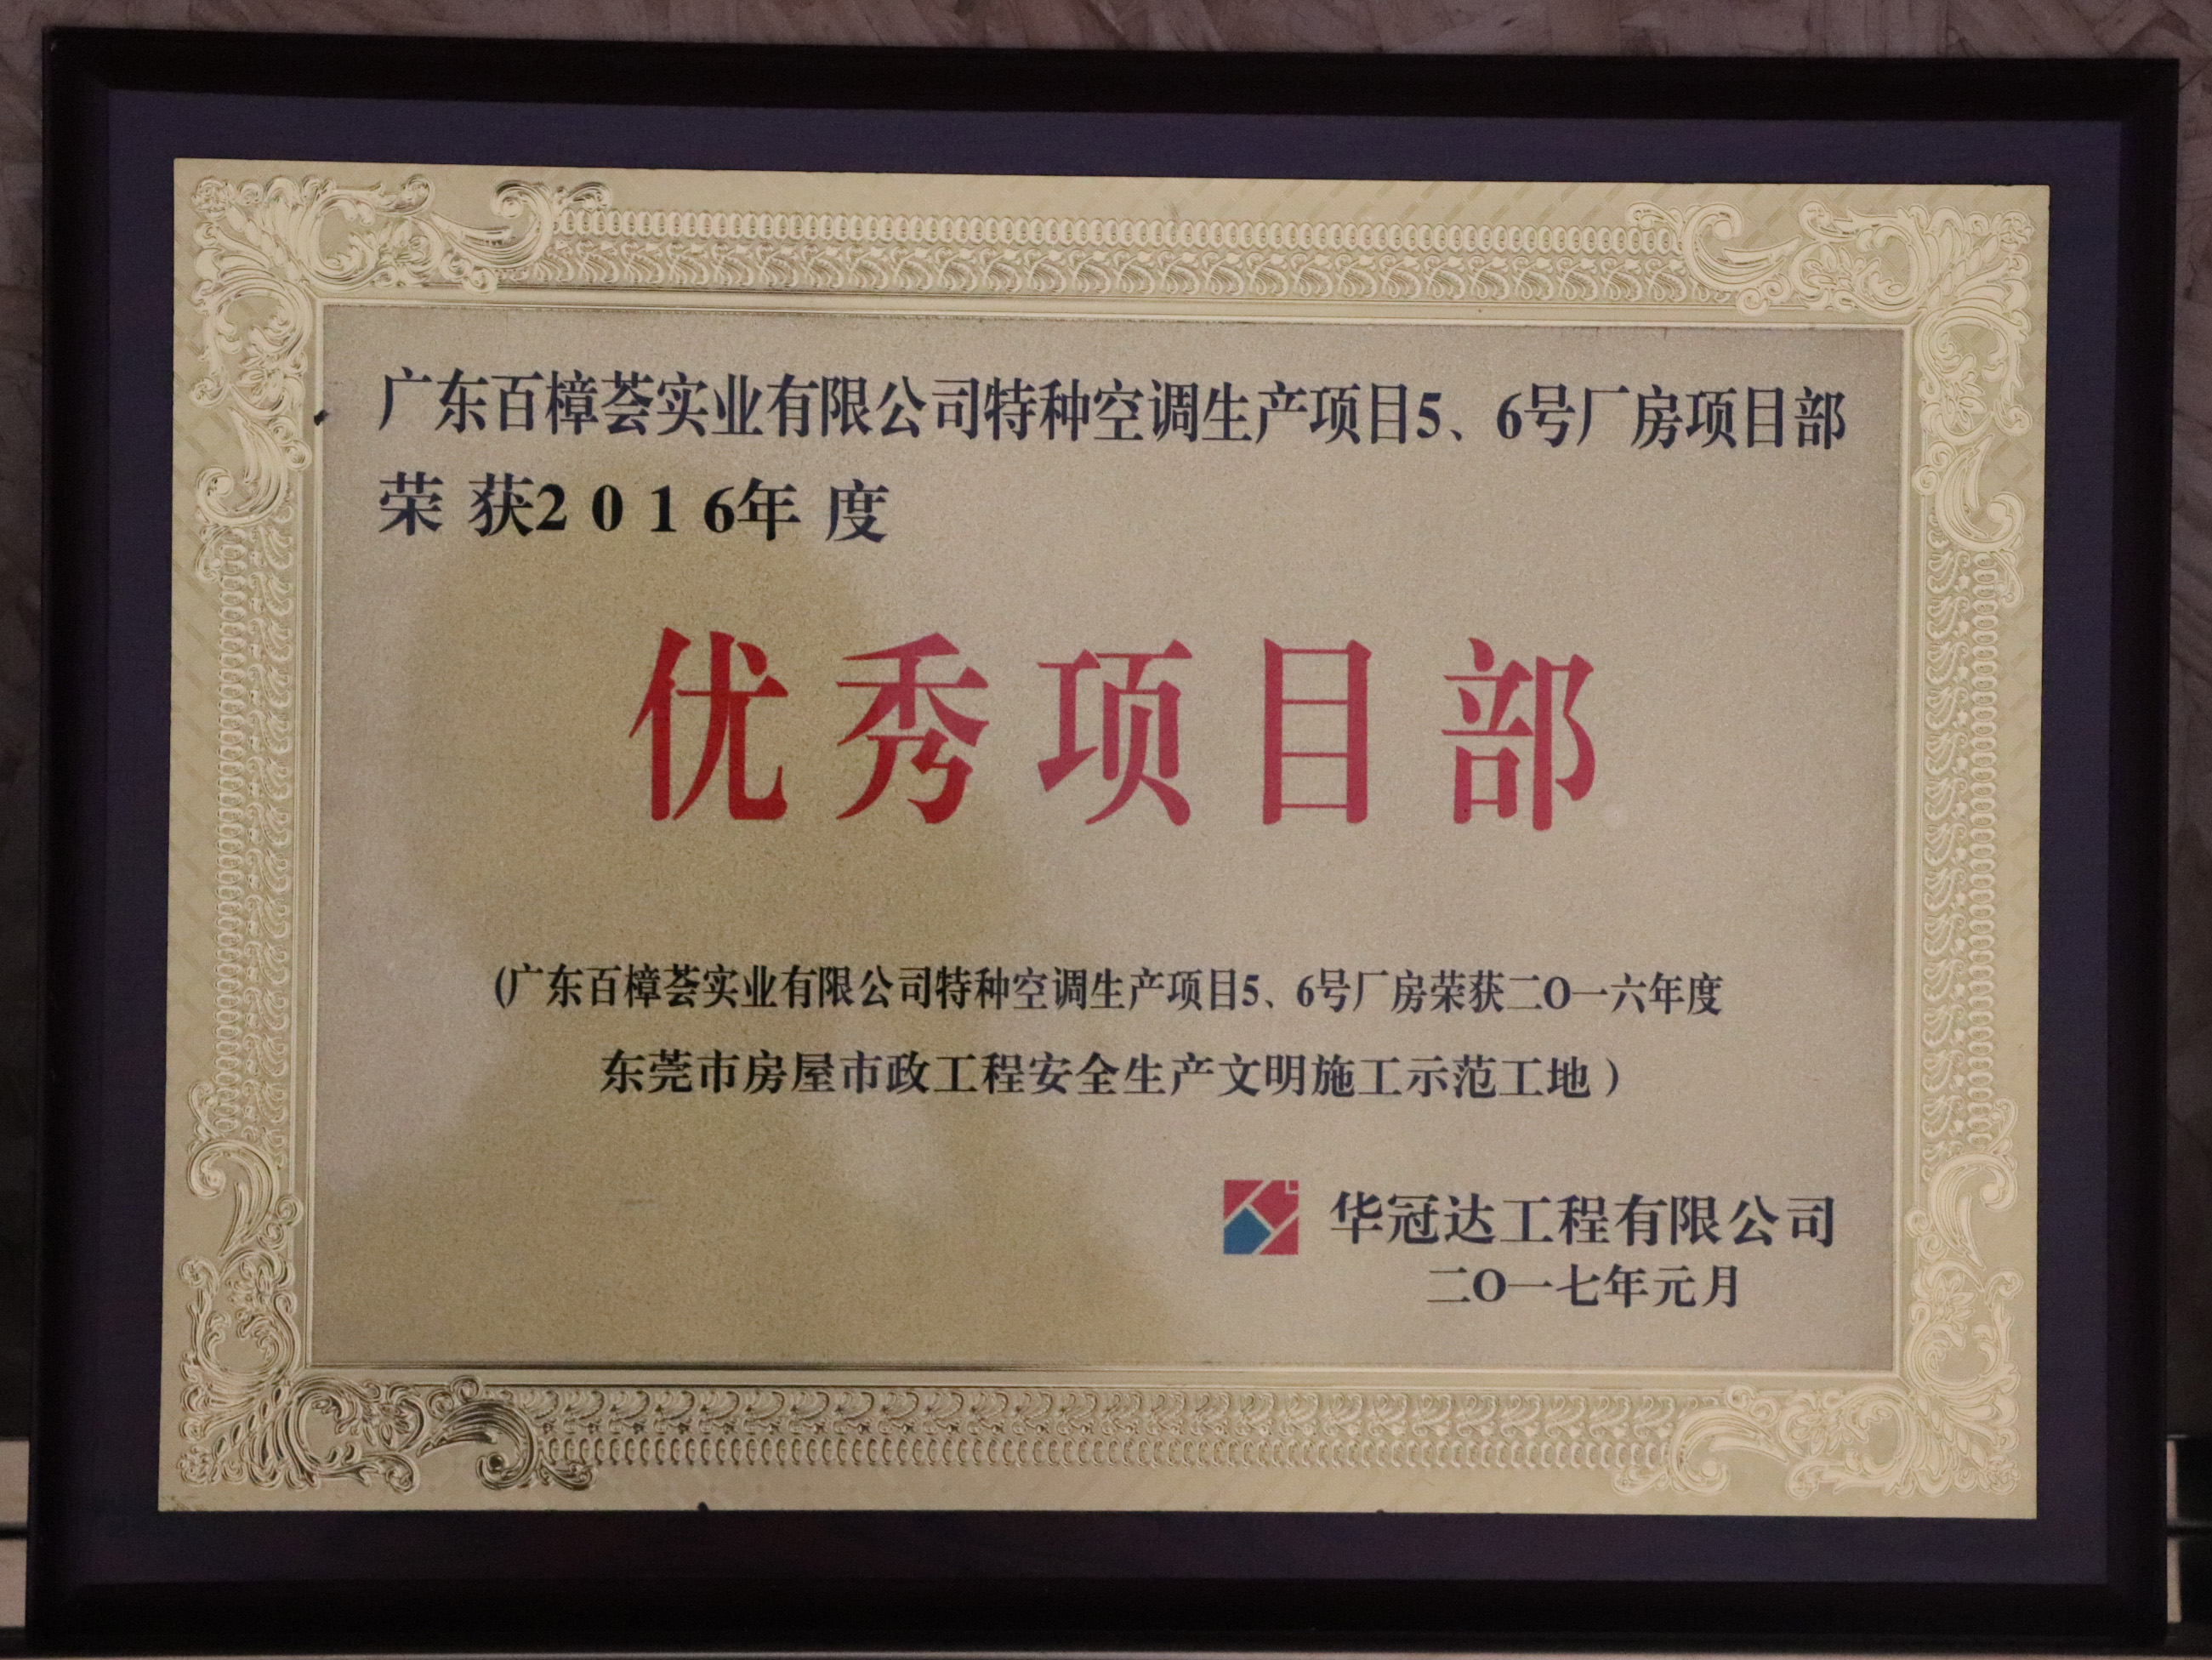 广东百樟荟实业有限公司特种空调生产项目5、6号厂房项目部
荣获2016年度
优秀项目部
(广东百樟荟实业有限公司特种空调生产项目5、6号厂房荣获二O一六年度
东莞市房屋市政工程安全生产文明施工示范工地)
华冠达工程有限公司
二O一七年元月